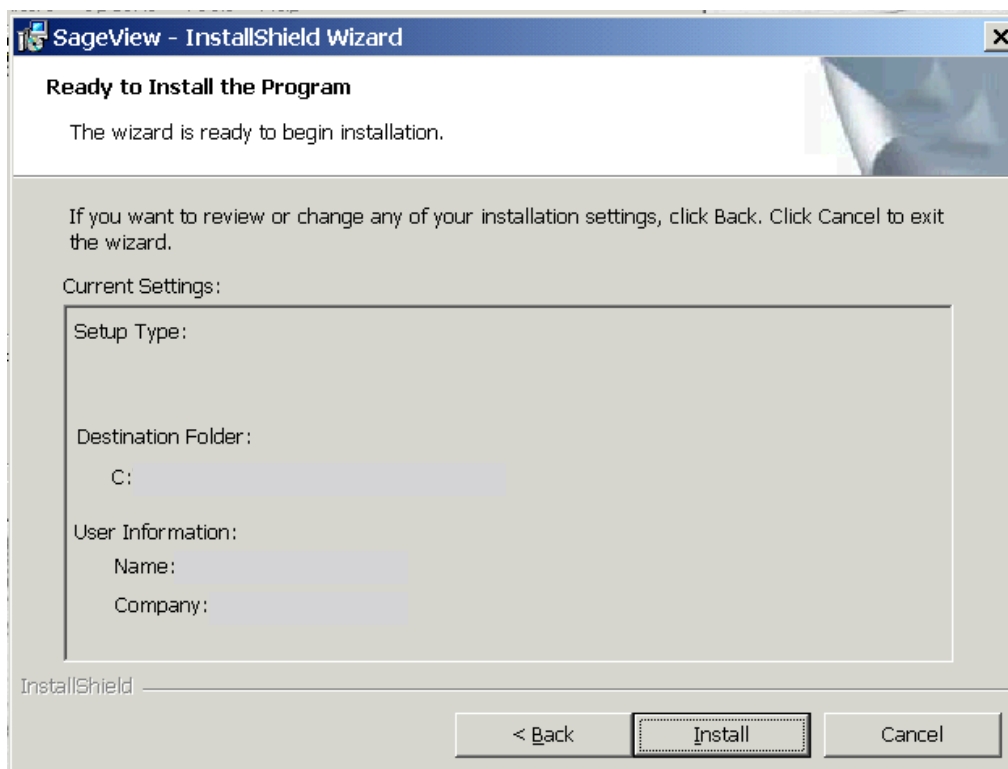 SageView - InstallShield Wizard
Ready to Install the Program
The wizard is ready to begin installation.
If you want to review or change any of your installation settings, click Back. Click Cancel to exit
the wizard.
Current Settings:
Setup Type:
Destination Folder:
C:
User Information:
Name:
Company:
InstallShield
< Back
Install
Cancel